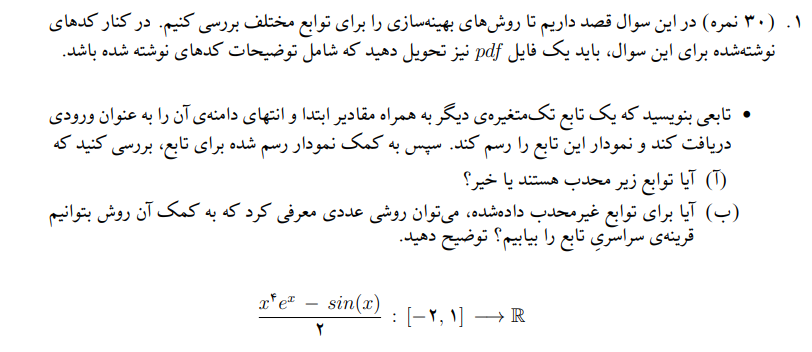 ۱. (۳۰ نمره) در این سوال قصد داریم تا روش‌های بهینه‌سازی را برای توابع مختلف بررسی کنیم. در کنار کدهای
نوشته‌شده برای این سوال، باید یک فایل pdf نیز تحویل دهید که شامل توضیحات کدهای نوشته شده باشد.
• تابعی بنویسید که یک تابع تک‌متغیره‌ی دیگر به همراه مقادیر ابتدا و انتهای دامنه‌ی آن را به عنوان ورودی
دریافت کند و نمودار این تابع را رسم کند. سپس به کمک نمودار رسم شده برای تابع، بررسی کنید که
(آ) آیا توابع زیر محدب هستند یا خیر؟
(ب) آیا برای توابع غیرمحدب داده‌شده، می‌توان روشی عددی معرفی کرد که به کمک آن روش بتوانیم
قرینه‌ی سراسریِ تابع را بیابیم؟ توضیح دهید.
x^۴e^x − sin(x)
۲ : [−۲, ۱] ⟶ ℝ